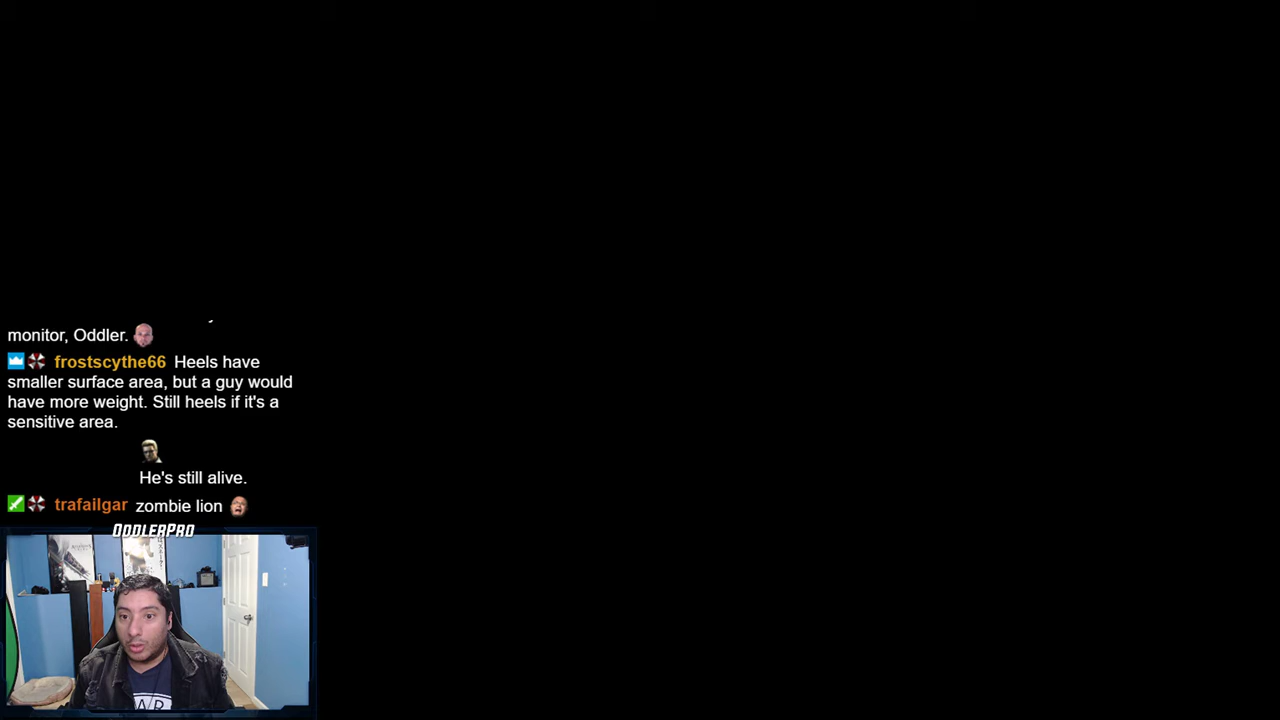 monitor, Oddler.
frostscythe66 Heels have
smaller surface area, but a guy would
have more weight. Still heels if it's a
sensitive area.
He's still alive.
trafailgar zombie lion
ODDLERPRO